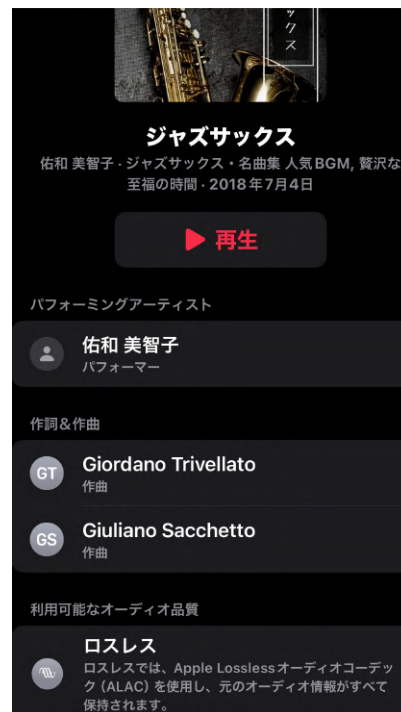 ックス
ジャズサックス
佑和 美智子 · ジャズサックス・名曲集 人気BGM, 贅沢な
至福の時間 · 2018年7月4日
再生
パフォーミングアーティスト
佑和 美智子
パフォーマー
作詞&作曲
GT
Giordano Trivellato
作曲
GS
Giuliano Sacchetto
作曲
利用可能なオーディオ品質
ロスレス
ロスレスでは、Apple Losslessオーディオコーデッ
ク（ALAC）を使用し、元のオーディオ情報がすべて
保持されます。